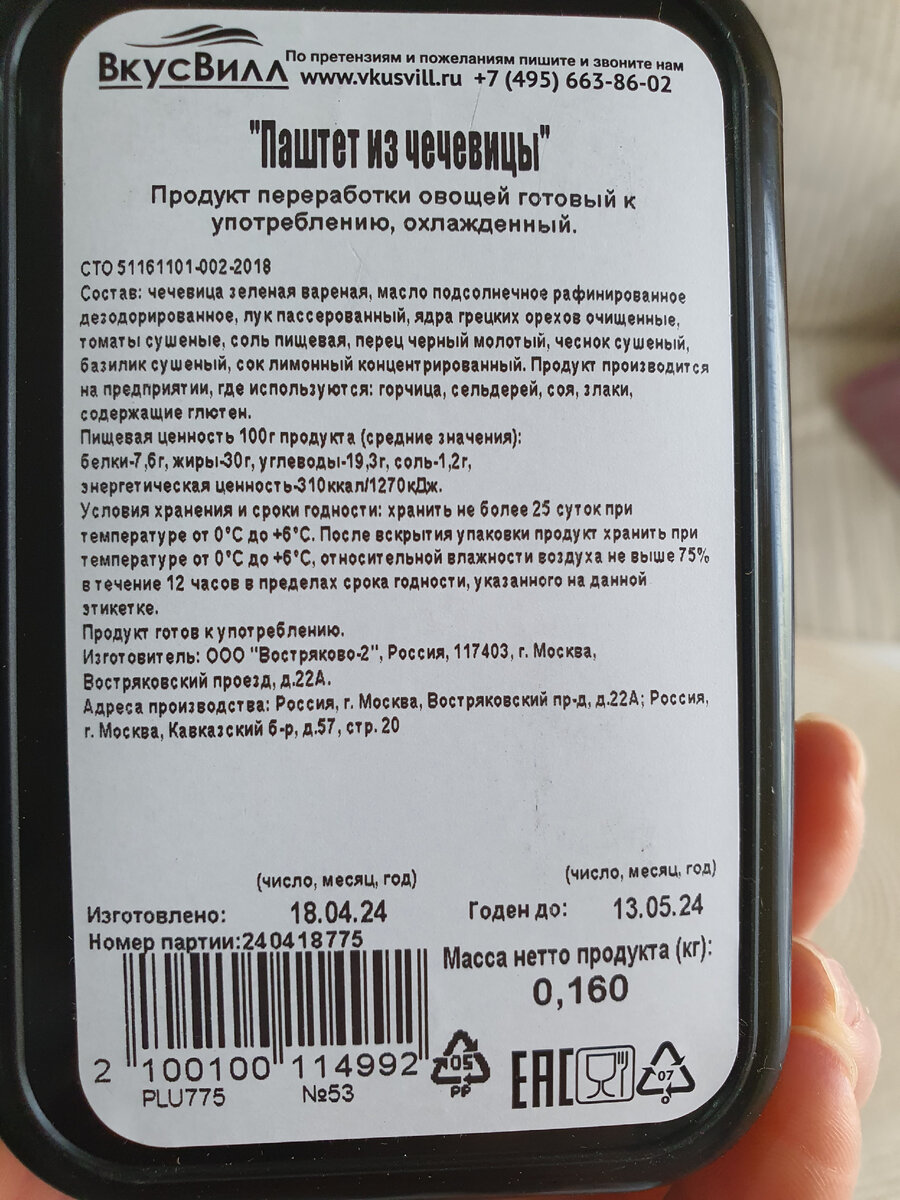 ВкусВилл
По претензиям и пожеланиям пишите и звоните нам
www.vkusvill.ru +7 (495) 663-86-02
"Паштет из чечевицы"
Продукт переработки овощей готовый к
употреблению, охлажденный.
СТО 51161101-002-2018
Состав: чечевица зеленая вареная, масло подсолнечное рафинированное
дезодорированное, лук пассерованный, ядра грецких орехов очищенные,
томаты сушеные, соль пищевая, перец черный молотый, чеснок сушеный,
базилик сушеный, сок лимонный концентрированный. Продукт производится
на предприятии, где используются: горчица, сельдерей, соя, злаки,
содержащие глютен.
Пищевая ценность 100г продукта (средние значения):
белки-7,6г, жиры-30г, углеводы-19,3г, соль-1,2г,
энергетическая ценность-310ккал/1270кДж.
Условия хранения и сроки годности: хранить не более 25 суток при
температуре от 0°С до +6°С. После вскрытия упаковки продукт хранить при
температуре от 0°С до +6°С, относительной влажности воздуха не выше 75%
в течение 12 часов в пределах срока годности, указанного на данной
этикетке.
Продукт готов к употреблению.
Изготовитель: ООО "Востряково-2", Россия, 117403, г. Москва,
Востряковский проезд, д.22А.
Адреса производства: Россия, г. Москва, Востряковский пр-д, д.22А; Россия,
г. Москва, Кавказский б-р, д.57, стр. 20
(число, месяц, год) (число, месяц, год)
Изготовлено: 18.04.24 Годен до: 13.05.24
Номер партии:240418775
Масса нетто продукта (кг):
0,160
2 100100 114992
PLU775 №53
05
PP
EAC
07
O